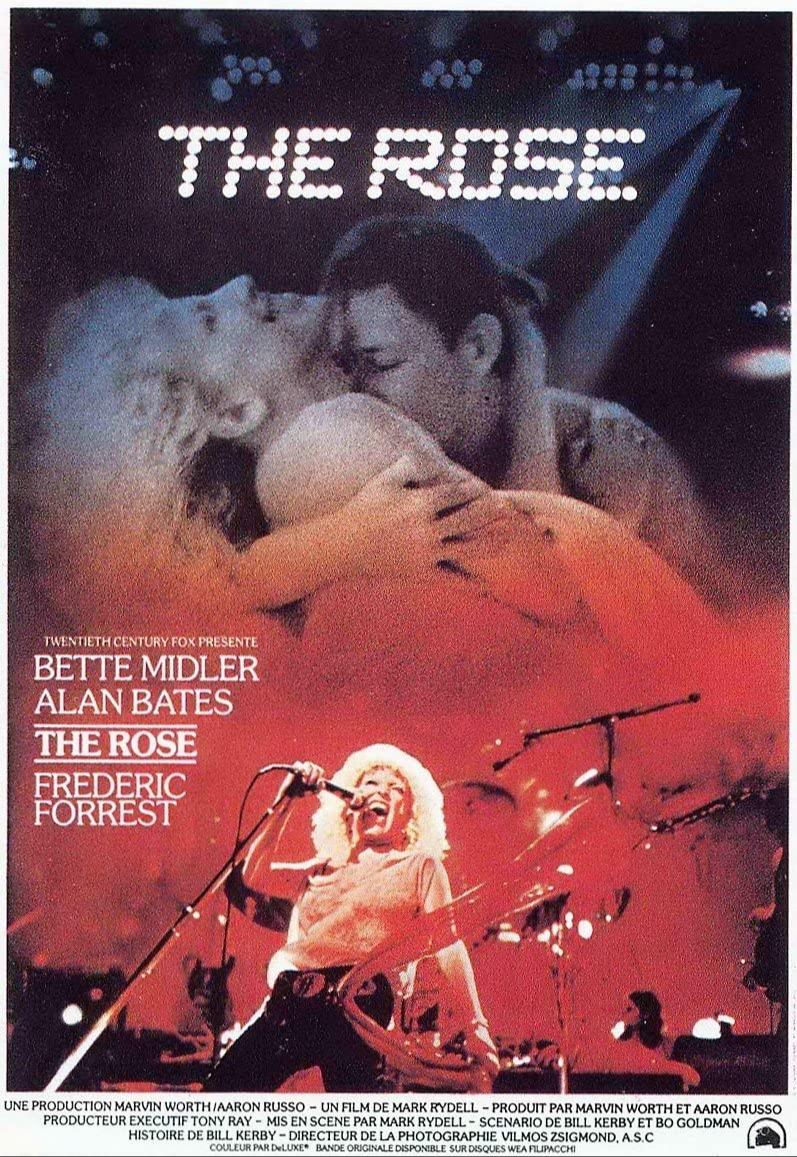 THE ROSE
TWENTIETH CENTURY-FOX PRESENTE
BETTE MIDLER
ALAN BATES
THE ROSE
FREDERIC
FORREST
UNE PRODUCTION MARVIN WORTH/AARON RUSSO – UN FILM DE MARK RYDELL – PRODUIT PAR MARVIN WORTH ET AARON RUSSO
PRODUCTEUR EXECUTIF TONY RAY – MIS EN SCENE PAR MARK RYDELL – SCENARIO DE BILL KERBY ET BO GOLDMAN
HISTOIRE DE BILL KERBY – DIRECTEUR DE LA PHOTOGRAPHIE VILMOS ZSIGMOND, A.S.C
COULEUR PAR DeLUXE® BANDE ORIGINALE DISPONIBLE SUR DISQUES WEA FILIPACCHI